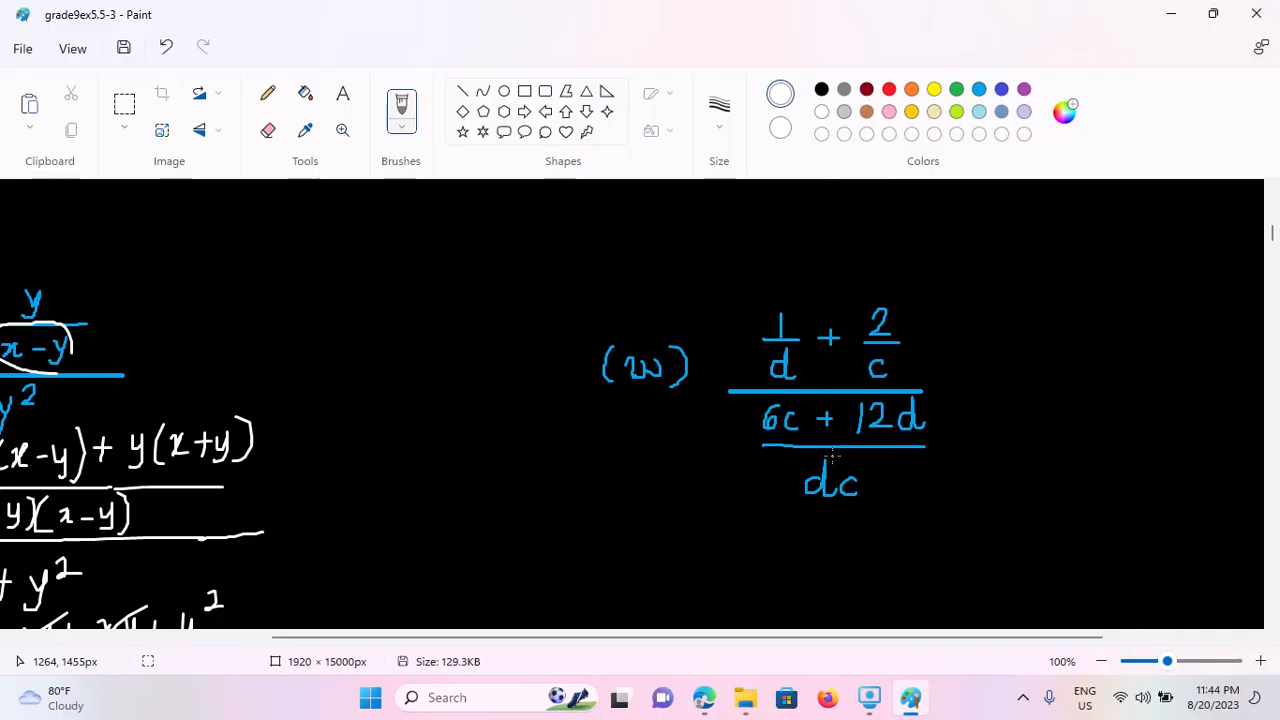 grade9ex5.5-3 - Paint
File View
Clipboard Image Tools Brushes Shapes Size Colors
y
x - y
y²
(x-y) + y(x+y)
y)(x-y)
+ y²
1/d + 2/c
6c + 12d
dc
1264, 1455px 1920 × 15000px Size: 129.3KB 100%
80°F
Cloudy
Search
ENG
US
11:44 PM
8/20/2023